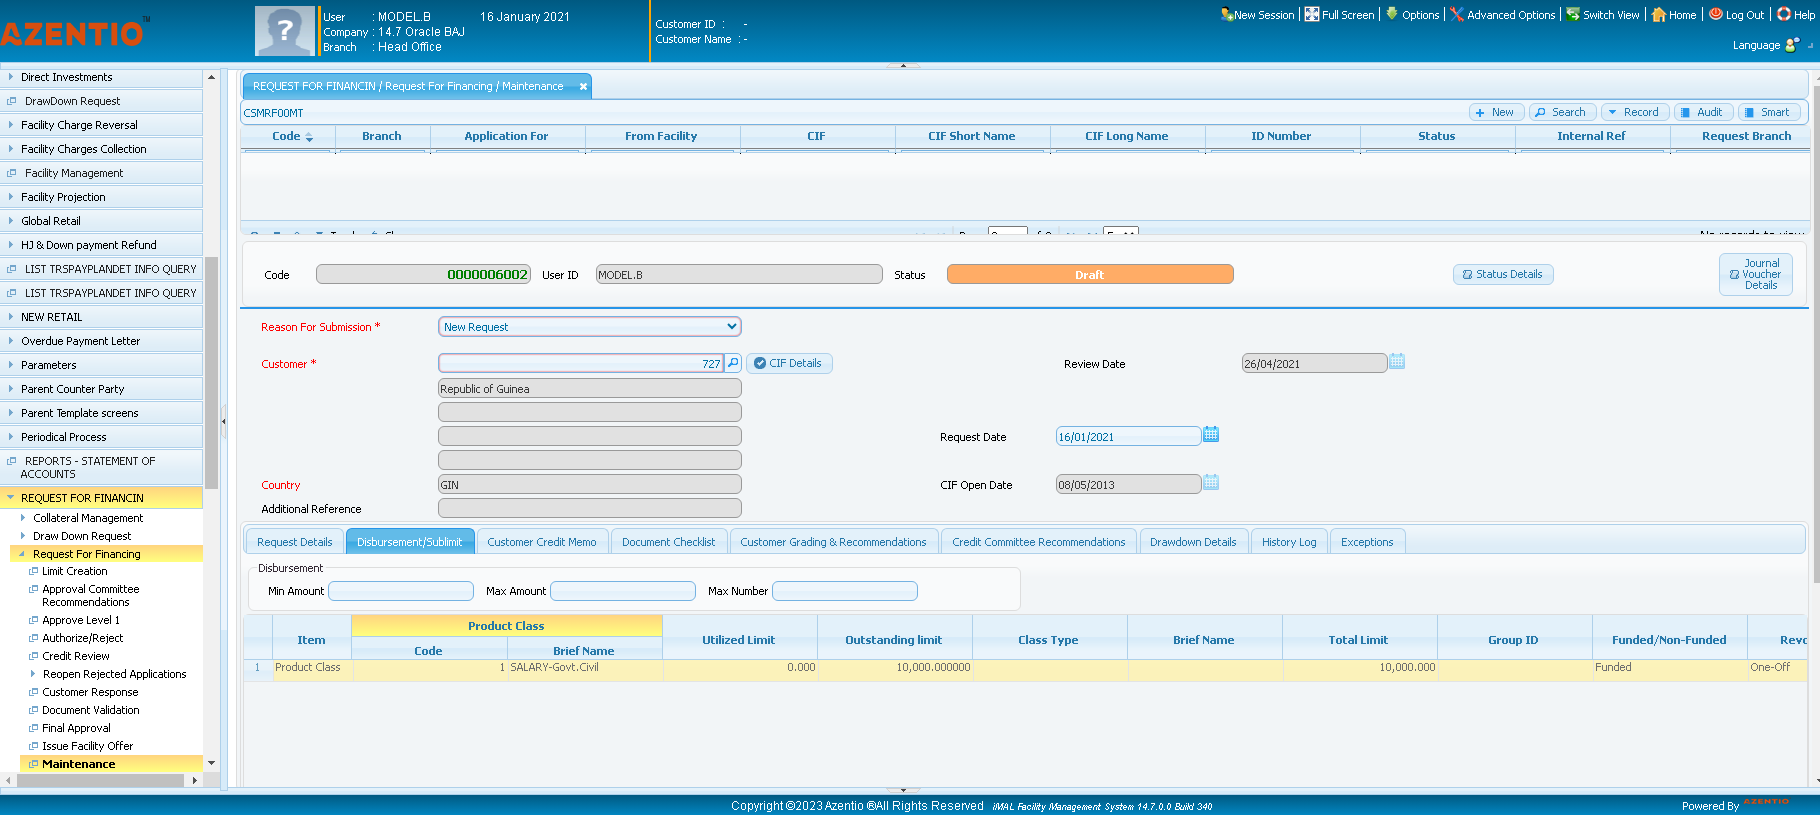 AZENTIO™
User : MODEL.B 16 January 2021
Company : 14.7 Oracle BAJ
Branch : Head Office
Customer ID : -
Customer Name : -
New Session | Full Screen | Options | Advanced Options | Switch View | Home | Log Out | Help
Language
Direct Investments
DrawDown Request
Facility Charge Reversal
Facility Charges Collection
Facility Management
Facility Projection
Global Retail
HJ & Down payment Refund
LIST TRSPAYPLANDET INFO QUERY
LIST TRSPAYPLANDET INFO QUERY
NEW RETAIL
Overdue Payment Letter
Parameters
Parent Counter Party
Parent Template screens
Periodical Process
REPORTS - STATEMENT OF
ACCOUNTS
REQUEST FOR FINANCIN
Collateral Management
Draw Down Request
Request For Financing
Limit Creation
Approval Committee
Recommendations
Approve Level 1
Authorize/Reject
Credit Review
Reopen Rejected Applications
Customer Response
Document Validation
Final Approval
Issue Facility Offer
Maintenance
REQUEST FOR FINANCIN / Request For Financing / Maintenance
CSMRF00MT
New Search Record Audit Smart
Code Branch Application For From Facility CIF CIF Short Name CIF Long Name ID Number Status Internal Ref Request Branch
Code 0000006002 User ID MODEL.B Status Draft Status Details
Journal
Voucher
Details
Reason For Submission * New Request
Customer * 727 CIF Details Review Date 26/04/2021
Republic of Guinea
Request Date 16/01/2021
Country GIN CIF Open Date 08/05/2013
Additional Reference
Request Details Disbursement/Sublimit Customer Credit Memo Document Checklist Customer Grading & Recommendations Credit Committee Recommendations Drawdown Details History Log Exceptions
Disbursement
Min Amount Max Amount Max Number
Item Product Class Utilized Limit Outstanding limit Class Type Brief Name Total Limit Group ID Funded/Non-Funded Revo
Code Brief Name
1 Product Class 1 SALARY-Govt.Civil 0.000 10,000.000000 10,000.000 Funded One-Off
Copyright ©2023 Azentio ®All Rights Reserved iMAL Facility Management System 14.7.0.0 Build 340
Powered By AZENTIO